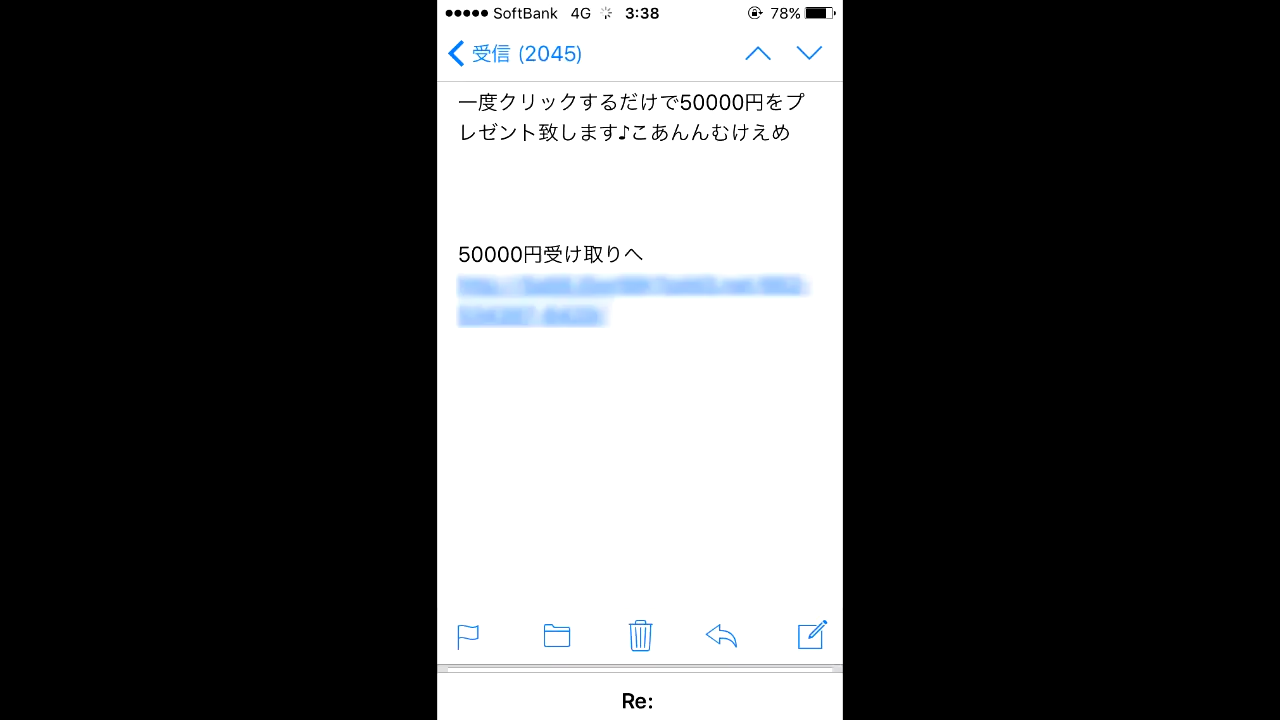 SoftBank 4G 3:38 78%
受信 (2045)
一度クリックするだけで50000円をプ
レゼント致します♪こあんんむけえめ
50000円受け取りへ
Re: